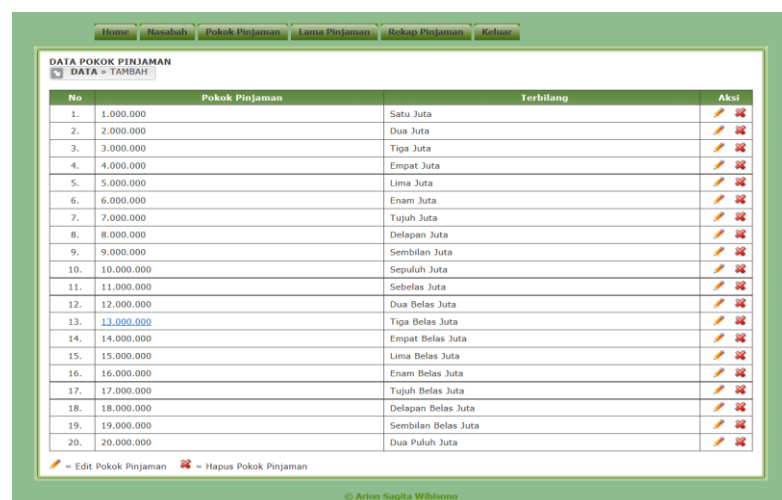 Home Nasabah Pokok Pinjaman Lama Pinjaman Rekap Pinjaman Keluar
DATA POKOK PINJAMAN
DATA » TAMBAH
No Pokok Pinjaman Terbilang Aksi
1. 1.000.000 Satu Juta
2. 2.000.000 Dua Juta
3. 3.000.000 Tiga Juta
4. 4.000.000 Empat Juta
5. 5.000.000 Lima Juta
6. 6.000.000 Enam Juta
7. 7.000.000 Tujuh Juta
8. 8.000.000 Delapan Juta
9. 9.000.000 Sembilan Juta
10. 10.000.000 Sepuluh Juta
11. 11.000.000 Sebelas Juta
12. 12.000.000 Dua Belas Juta
13. 13.000.000 Tiga Belas Juta
14. 14.000.000 Empat Belas Juta
15. 15.000.000 Lima Belas Juta
16. 16.000.000 Enam Belas Juta
17. 17.000.000 Tujuh Belas Juta
18. 18.000.000 Delapan Belas Juta
19. 19.000.000 Sembilan Belas Juta
20. 20.000.000 Dua Puluh Juta
= Edit Pokok Pinjaman = Hapus Pokok Pinjaman
© Arion Sagita Wibisono